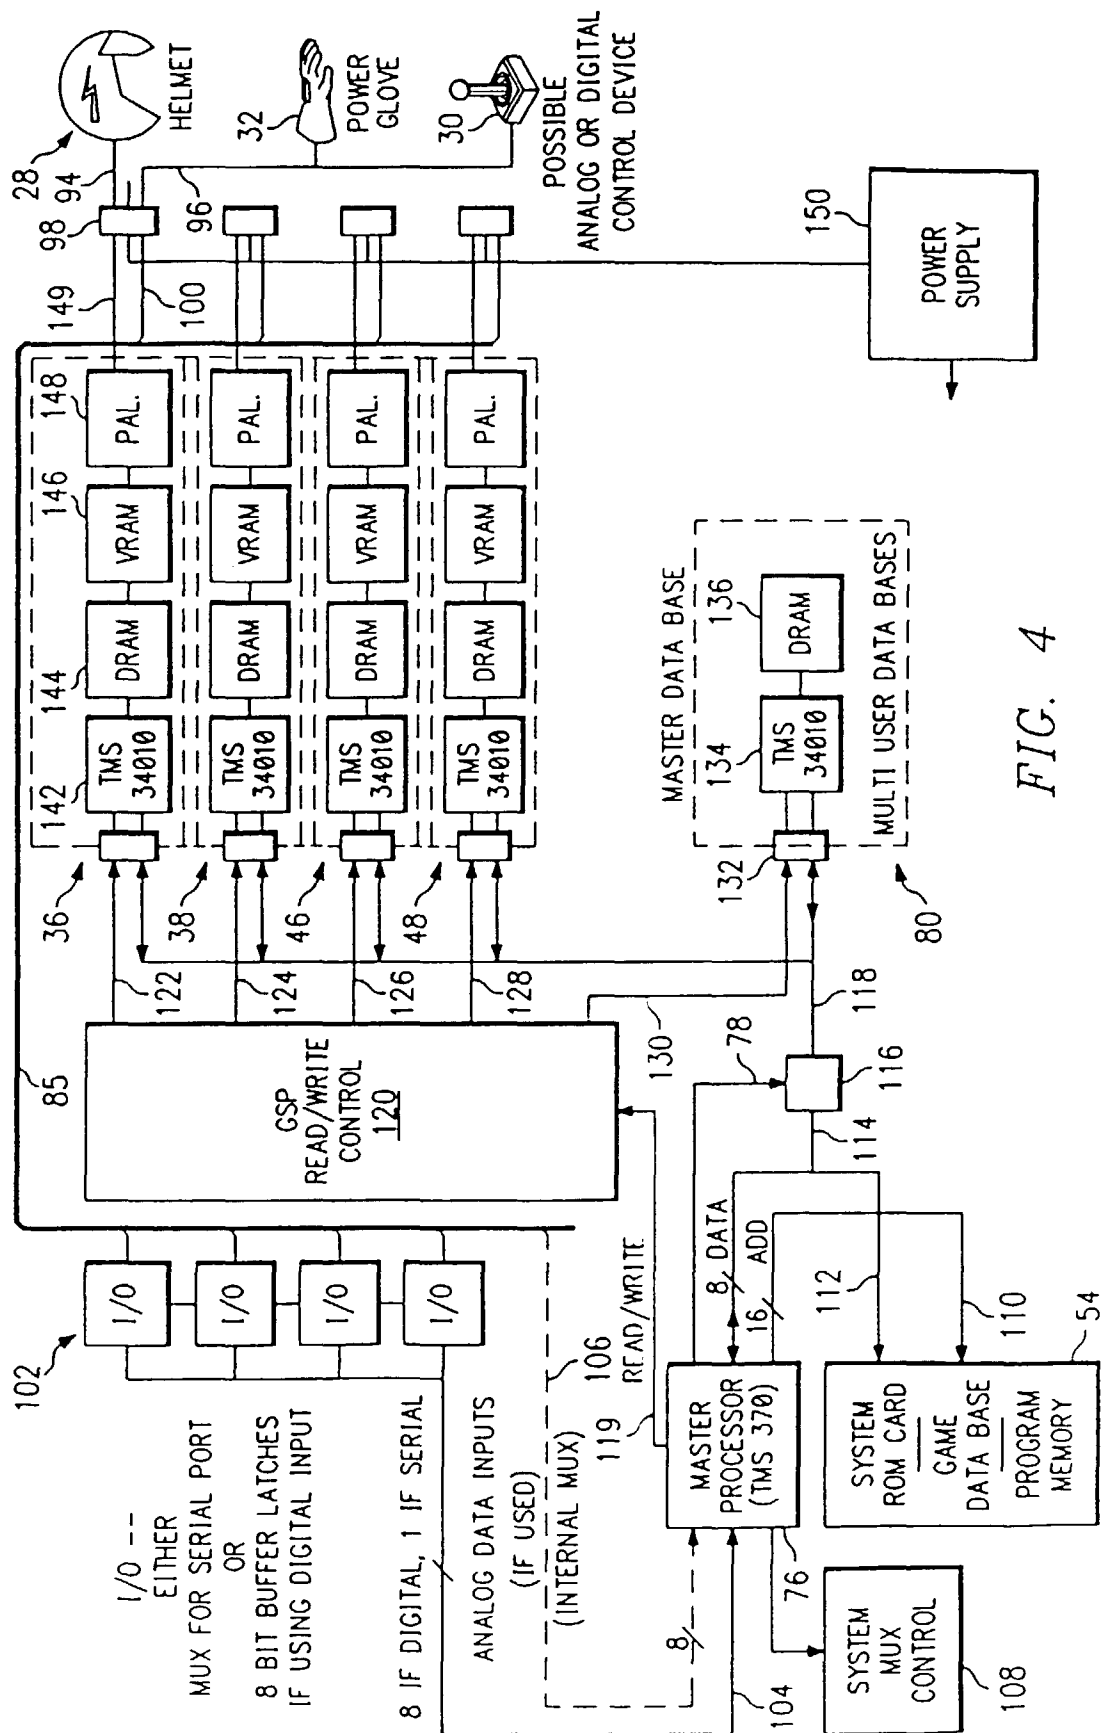 I/O --
EITHER
MUX FOR SERIAL PORT
OR
8 BIT BUFFER LATCHES
IF USING DIGITAL INPUT
102
I/O
I/O
I/O
I/O
8 IF DIGITAL, 1 IF SERIAL
ANALOG DATA INPUTS
(IF USED)
(INTERNAL MUX)
106
8
104
85
GSP
READ/WRITE
CONTROL
120
122
124
126
128
130
36
38
46
48
142
144
146
148
149
100
TMS
34010
DRAM
VRAM
PAL.
TMS
34010
DRAM
VRAM
PAL.
TMS
34010
DRAM
VRAM
PAL.
TMS
34010
DRAM
VRAM
PAL.
28
94
98
96
HELMET
32
POWER
GLOVE
30
POSSIBLE
ANALOG OR DIGITAL
CONTROL DEVICE
150
POWER
SUPPLY
119
READ/WRITE
MASTER
PROCESSOR
(TMS 370)
76
78
8 DATA
16 ADD
114
116
118
112
110
54
SYSTEM
ROM CARD
GAME
DATA BASE
PROGRAM
MEMORY
SYSTEM
MUX
CONTROL
108
MASTER DATA BASE
132
134
136
TMS
34010
DRAM
MULTI USER DATA BASES
80
FIG. 4